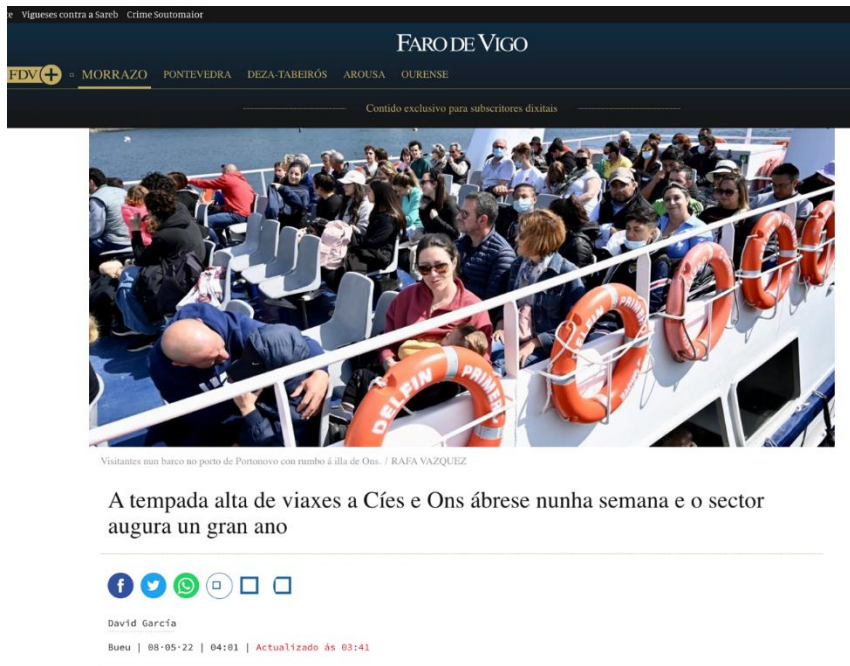 Vigueses contra a Sareb Crime Soutomaior
FARO DE VIGO
FDV+ MORRAZO PONTEVEDRA DEZA-TABEIRÓS AROUSA OURENSE
Contido exclusivo para subscritores dixitais
DELFIN PRIMERO
DELFIN PRIMER
Visitantes nun barco no porto de Portonovo con rumbo á illa de Ons. / RAFA VAZQUEZ
A tempada alta de viaxes a Cíes e Ons ábrese nunha semana e o sector
augura un gran ano
David García
Bueu | 08·05·22 | 04:01 | Actualizado ás 03:41